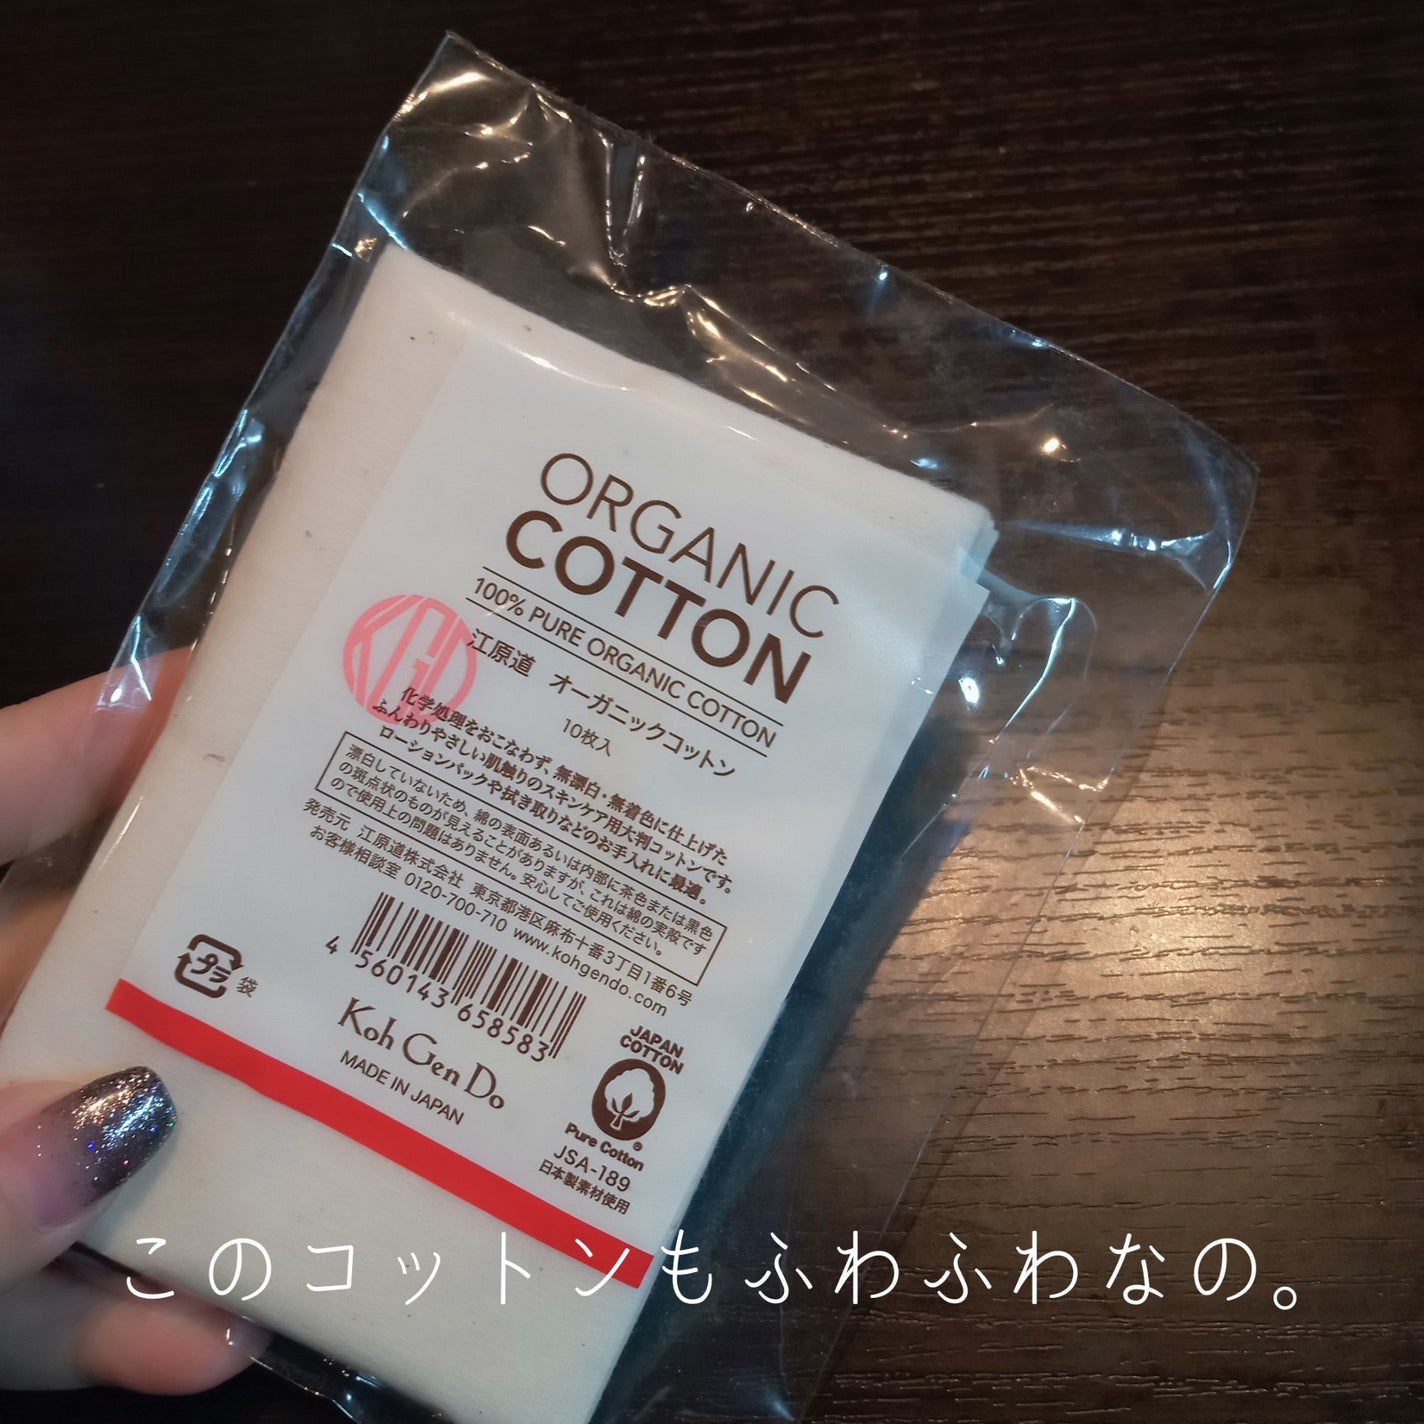 ORGANIC
COTTON
100% PURE ORGANIC COTTON
KGD
江原道 オーガニックコットン
10枚入
化学処理をおこなわず、無漂白・無着色に仕上げた
ふんわりやさしい肌触りのスキンケア用大判コットンです。
ローションパックや拭き取りなどのお手入れに最適。
漂白していないため、綿の表面あるいは内部に茶色または黒色
の斑点状のものが見えることがありますが、これは綿の実殻です
ので使用上の問題はありません。安心してご使用ください。
発売元 江原道株式会社 東京都港区麻布十番3丁目1番6号
お客様相談室 0120-700-710 www.kohgendo.com
4 560143 658583
プラ
袋
Koh Gen Do
MADE IN JAPAN
JAPAN
COTTON
Pure Cotton®
JSA-189
日本製素材使用
このコットンもふわふわなの。